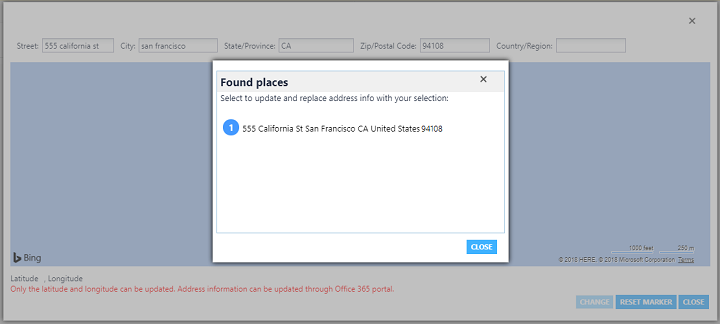 ×
Street: 555 california st City: san francisco State/Province: CA Zip/Postal Code: 94108 Country/Region:
Found places ×
Select to update and replace address info with your selection:
1 555 California St San Francisco CA United States 94108
CLOSE
Bing
1000 feet 250 m
© 2018 HERE, © 2018 Microsoft Corporation Terms
Latitude , Longitude
Only the latitude and longitude can be updated. Address information can be updated through Office 365 portal.
CHANGE RESET MARKER CLOSE